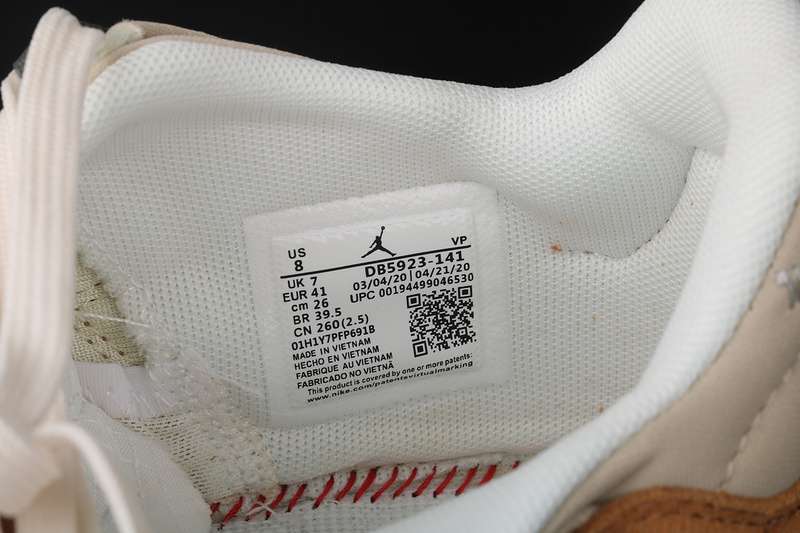 US
8
VP
DB5923-141
UK 7
03/04/20 | 04/21/20
EUR 41
UPC 00194499046530
cm 26
BR 39.5
CN 260(2.5)
01H1Y7PFP691B
MADE IN VIETNAM
HECHO EN VIETNAM
FABRIQUE AU VIETNAM
FABRICADO NO VIETNÃ
This product is covered by one or more patents:
www.nike.com/patentsvirtualmarking